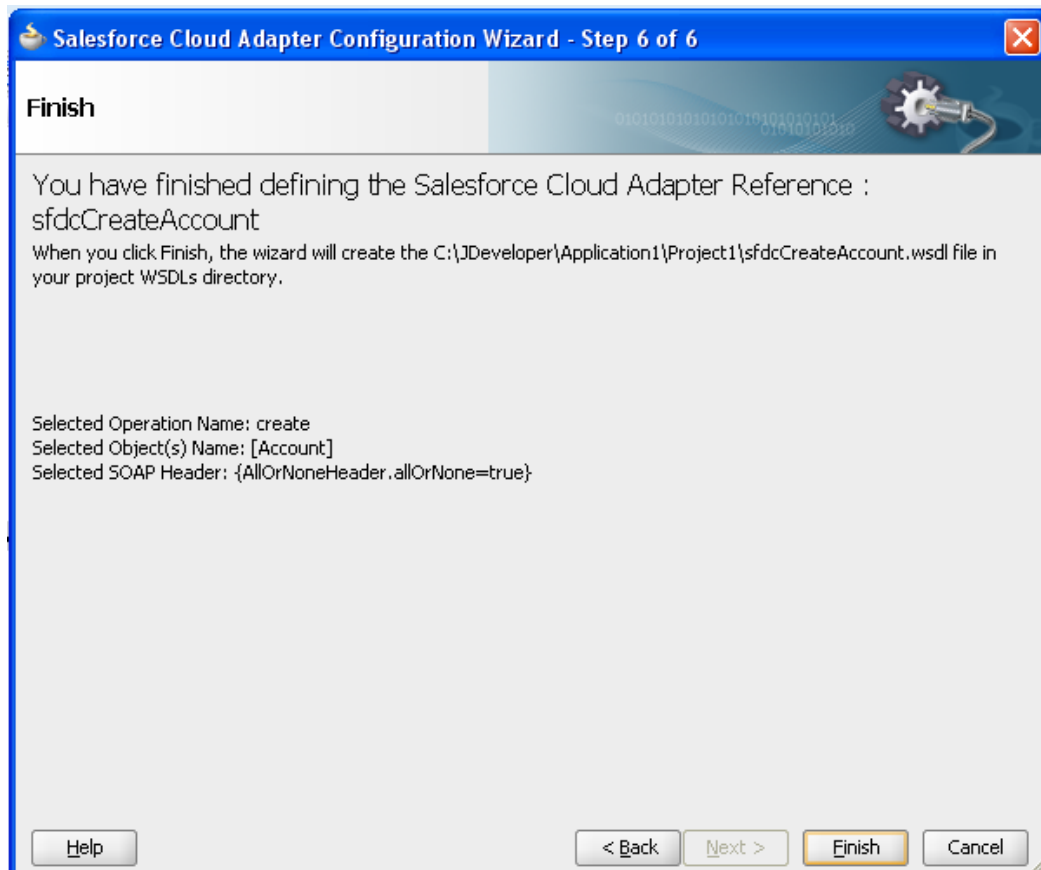 Salesforce Cloud Adapter Configuration Wizard - Step 6 of 6
Finish
0101010101010101010101010101
01010101010
You have finished defining the Salesforce Cloud Adapter Reference :
sfdcCreateAccount
When you click Finish, the wizard will create the C:\JDeveloper\Application1\Project1\sfdcCreateAccount.wsdl file in
your project WSDLs directory.
Selected Operation Name: create
Selected Object(s) Name: [Account]
Selected SOAP Header: {AllOrNoneHeader.allOrNone=true}
Help
< Back
Next >
Finish
Cancel